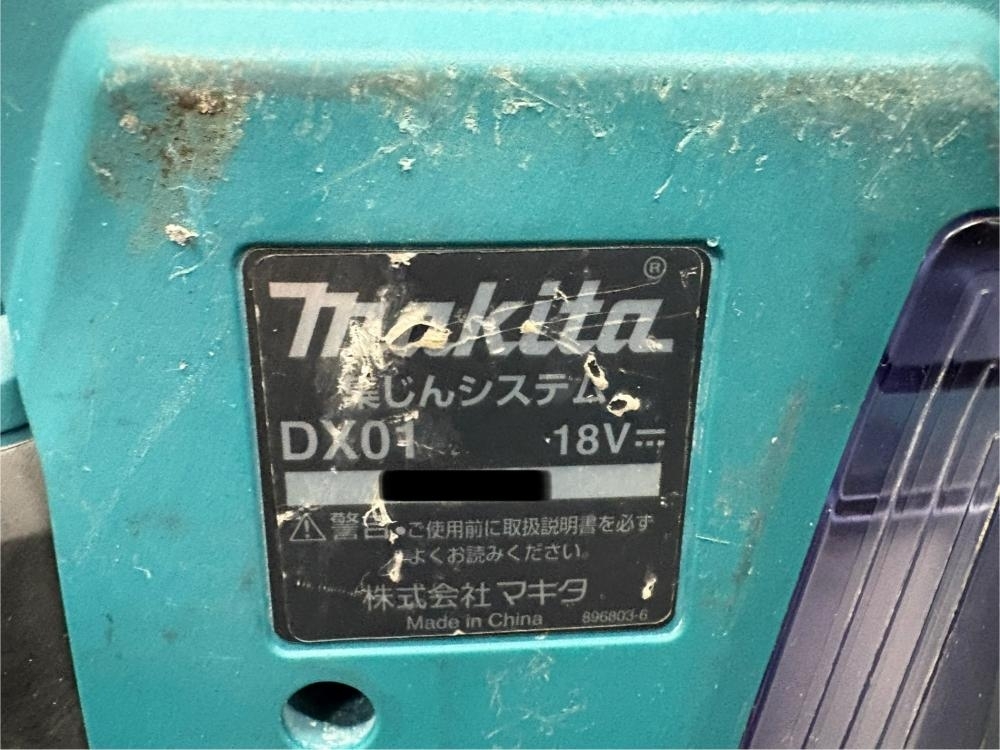 makita®
集じんシステム
DX01 18V⎓
⚠警告・ご使用前に取扱説明書を必ず
よくお読みください。
株式会社 マキタ
Made in China 896803-6